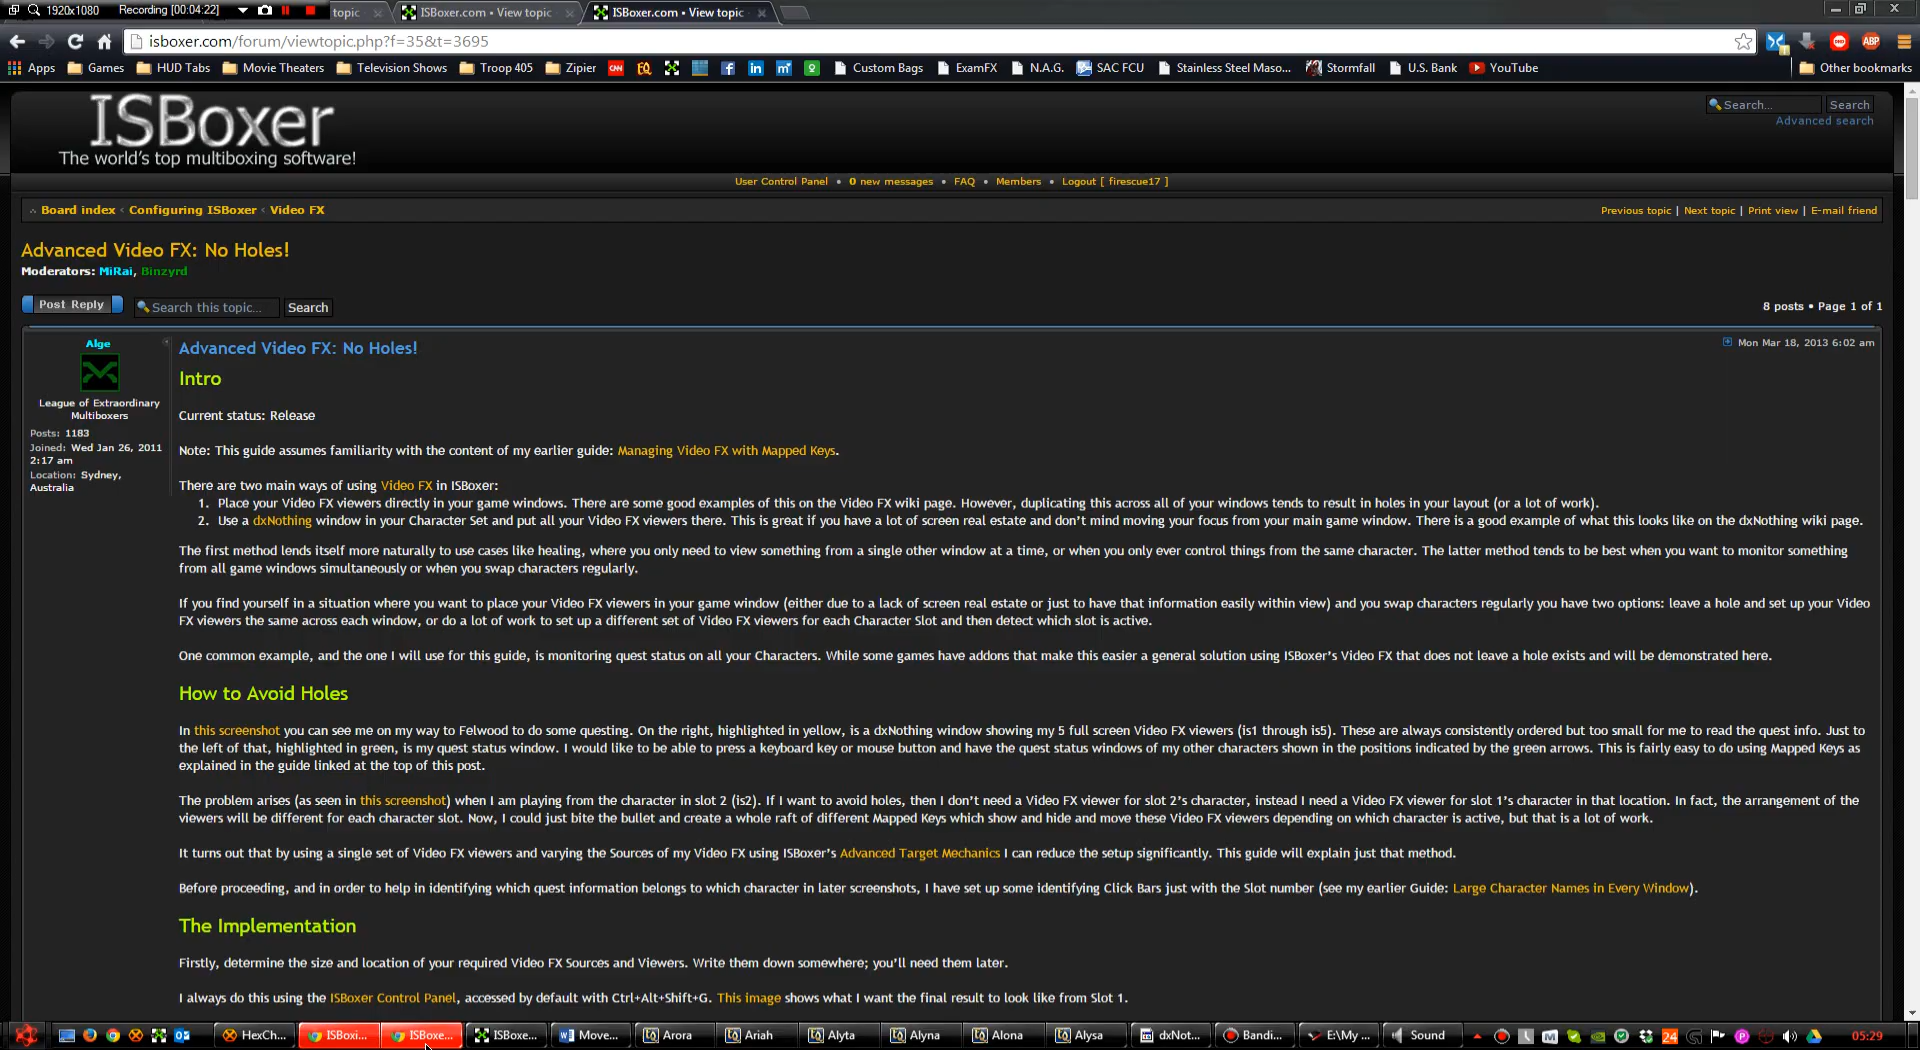 1920x1080 Recording [00:04:22] topic ISBoxer.com • View topic ISBoxer.com • View topic
isboxer.com/forum/viewtopic.php?f=35&t=3695
Apps Games HUD Tabs Movie Theaters Television Shows Troop 405 Zipier Custom Bags ExamFX N.A.G. SAC FCU Stainless Steel Maso... Stormfall U.S. Bank YouTube Other bookmarks
ISBoxer
The world's top multiboxing software!
Search... Search
Advanced search
User Control Panel • 0 new messages • FAQ • Members • Logout [ firescue17 ]
Board index ‹ Configuring ISBoxer ‹ Video FX
Previous topic | Next topic | Print view | E-mail friend
Advanced Video FX: No Holes!
Moderators: MiRai, Binzyrd
Post Reply Search this topic... Search
8 posts • Page 1 of 1
Alge
League of Extraordinary
Multiboxers
Posts: 1183
Joined: Wed Jan 26, 2011
2:17 am
Location: Sydney,
Australia
Advanced Video FX: No Holes!
Mon Mar 18, 2013 6:02 am
Intro
Current status: Release
Note: This guide assumes familiarity with the content of my earlier guide: Managing Video FX with Mapped Keys.
There are two main ways of using Video FX in ISBoxer:
1. Place your Video FX viewers directly in your game windows. There are some good examples of this on the Video FX wiki page. However, duplicating this across all of your windows tends to result in holes in your layout (or a lot of work).
2. Use a dxNothing window in your Character Set and put all your Video FX viewers there. This is great if you have a lot of screen real estate and don't mind moving your focus from your main game window. There is a good example of what this looks like on the dxNothing wiki page.
The first method lends itself more naturally to use cases like healing, where you only need to view something from a single other window at a time, or when you only ever control things from the same character. The latter method tends to be best when you want to monitor something
from all game windows simultaneously or when you swap characters regularly.
If you find yourself in a situation where you want to place your Video FX viewers in your game window (either due to a lack of screen real estate or just to have that information easily within view) and you swap characters regularly you have two options: leave a hole and set up your Video
FX viewers the same across each window, or do a lot of work to set up a different set of Video FX viewers for each Character Slot and then detect which slot is active.
One common example, and the one I will use for this guide, is monitoring quest status on all your Characters. While some games have addons that make this easier a general solution using ISBoxer's Video FX that does not leave a hole exists and will be demonstrated here.
How to Avoid Holes
In this screenshot you can see me on my way to Felwood to do some questing. On the right, highlighted in yellow, is a dxNothing window showing my 5 full screen Video FX viewers (is1 through is5). These are always consistently ordered but too small for me to read the quest info. Just to
the left of that, highlighted in green, is my quest status window. I would like to be able to press a keyboard key or mouse button and have the quest status windows of my other characters shown in the positions indicated by the green arrows. This is fairly easy to do using Mapped Keys as
explained in the guide linked at the top of this post.
The problem arises (as seen in this screenshot) when I am playing from the character in slot 2 (is2). If I want to avoid holes, then I don't need a Video FX viewer for slot 2's character, instead I need a Video FX viewer for slot 1's character in that location. In fact, the arrangement of the
viewers will be different for each character slot. Now, I could just bite the bullet and create a whole raft of different Mapped Keys which show and hide and move these Video FX viewers depending on which character is active, but that is a lot of work.
It turns out that by using a single set of Video FX viewers and varying the Sources of my Video FX using ISBoxer's Advanced Target Mechanics I can reduce the setup significantly. This guide will explain just that method.
Before proceeding, and in order to help in identifying which quest information belongs to which character in later screenshots, I have set up some identifying Click Bars just with the Slot number (see my earlier Guide: Large Character Names in Every Window).
The Implementation
Firstly, determine the size and location of your required Video FX Sources and Viewers. Write them down somewhere; you'll need them later.
I always do this using the ISBoxer Control Panel, accessed by default with Ctrl+Alt+Shift+G. This image shows what I want the final result to look like from Slot 1.
HexCh... ISBoxi... ISBoxe... ISBoxe... Move... Arora Ariah Alyta Alyna Alona Alysa dxNot... Bandi... E:\My ... Sound 24 05:29